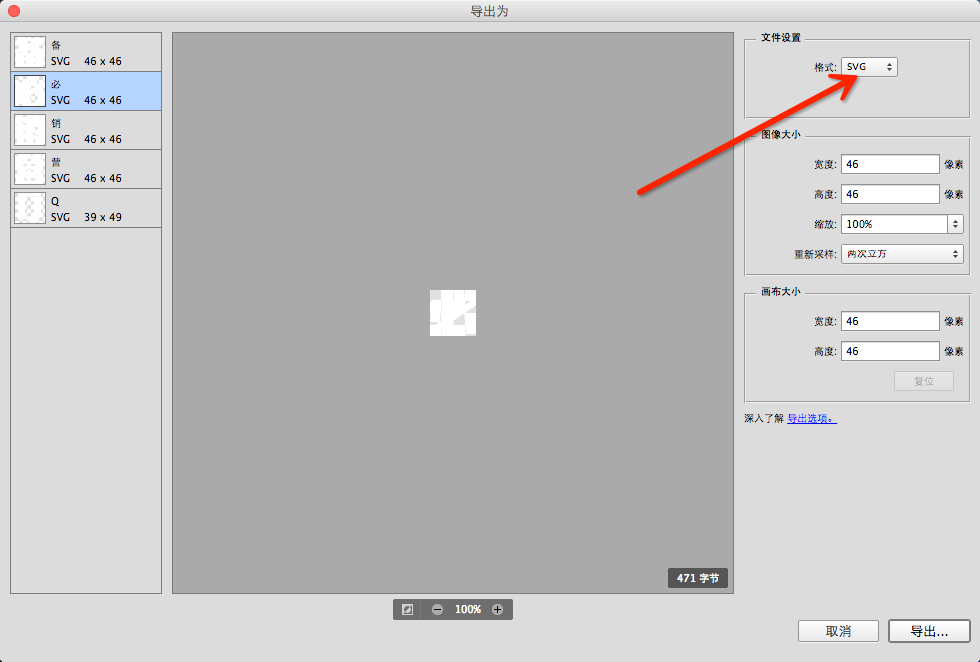 导出为
备
SVG 46 x 46
必
SVG 46 x 46
销
SVG 46 x 46
营
SVG 46 x 46
Q
SVG 39 x 49
471 字节
100%
文件设置
格式: SVG
图像大小
宽度: 46 像素
高度: 46 像素
缩放: 100%
重新采样: 两次立方
画布大小
宽度: 46 像素
高度: 46 像素
复位
深入了解 导出选项。
取消
导出...